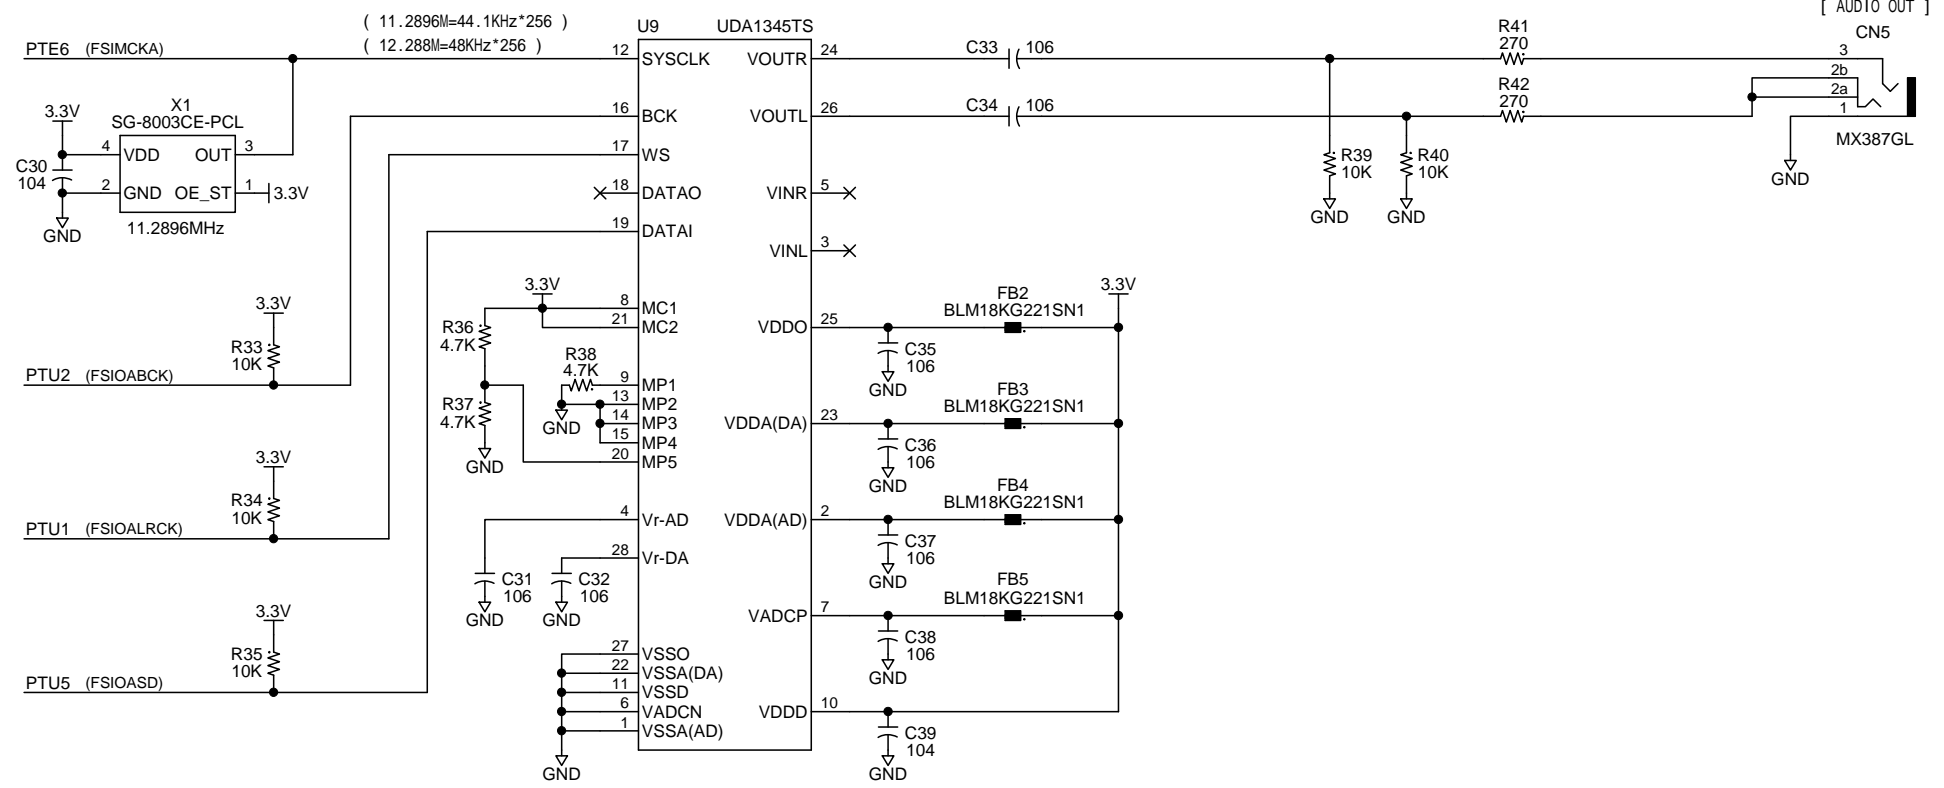 [ AUDIO OUT ]
( 11.2896M=44.1KHz*256 )
( 12.288M=48KHz*256 )
U9
UDA1345TS
CN5
PTE6 (FSIMCKA)
12 SYSCLK
VOUTR 24
C33 106
R41
270
3
2b
2a
1
MX387GL
GND
16 BCK
VOUTL 26
C34 106
R42
270
3.3V
X1
SG-8003CE-PCL
4 VDD
OUT 3
C30
104
2 GND
OE_ST 1
3.3V
GND
11.2896MHz
17 WS
18 DATAO
VINR 5
R39
10K
R40
10K
GND
GND
19 DATAI
VINL 3
3.3V
8 MC1
21 MC2
R36
4.7K
R37
4.7K
GND
R38
4.7K
GND
9 MP1
13 MP2
14 MP3
15 MP4
20 MP5
3.3V
R33
10K
PTU2 (FSIOABCK)
3.3V
R34
10K
PTU1 (FSIOALRCK)
3.3V
R35
10K
PTU5 (FSIOASD)
4 Vr-AD
28 Vr-DA
C31
106
GND
C32
106
GND
27 VSSO
22 VSSA(DA)
11 VSSD
6 VADCN
1 VSSA(AD)
GND
3.3V
FB2
BLM18KG221SN1
VDDO 25
C35
106
GND
FB3
BLM18KG221SN1
VDDA(DA) 23
C36
106
GND
FB4
BLM18KG221SN1
VDDA(AD) 2
C37
106
GND
FB5
BLM18KG221SN1
VADCP 7
C38
106
GND
VDDD 10
C39
104
GND